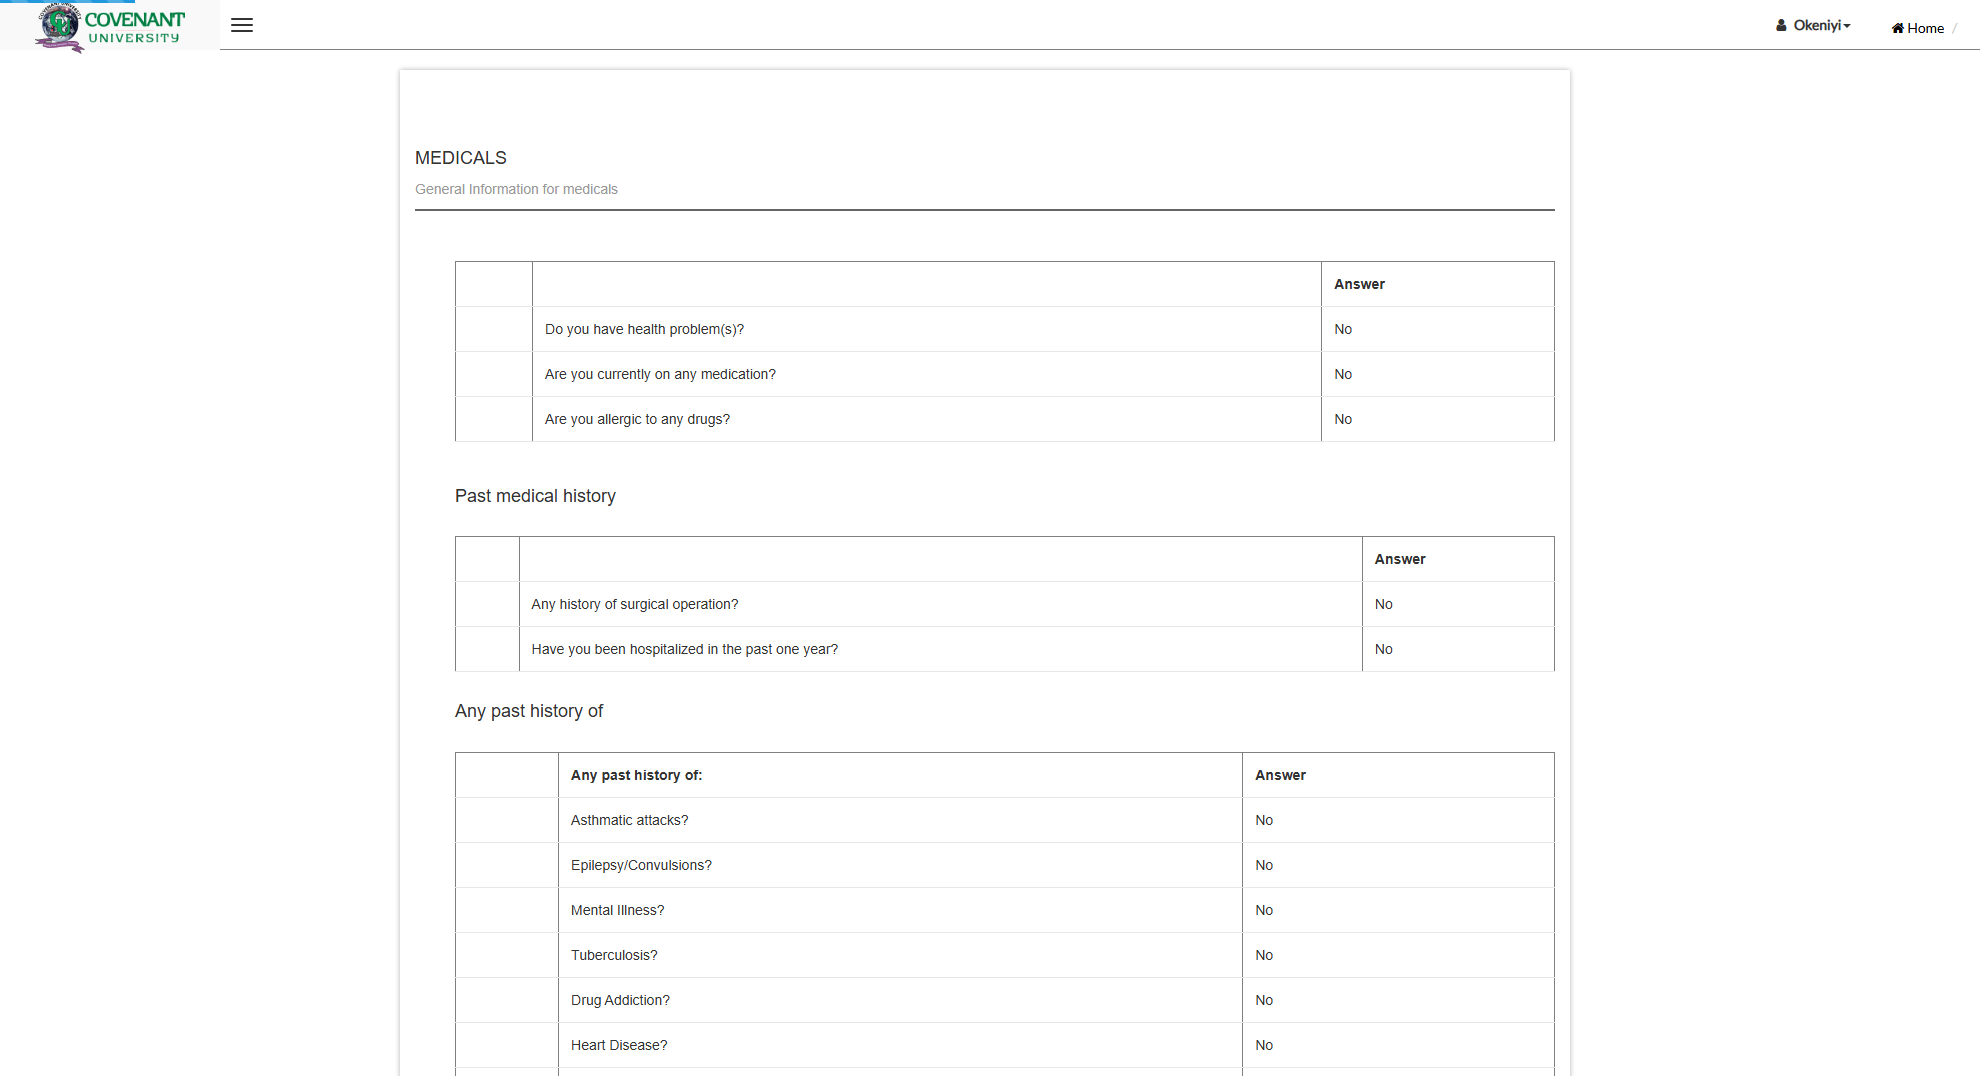 COVENANT
UNIVERSITY
Okeniyi
Home /
MEDICALS
General Information for medicals
Answer
Do you have health problem(s)? No
Are you currently on any medication? No
Are you allergic to any drugs? No
Past medical history
Answer
Any history of surgical operation? No
Have you been hospitalized in the past one year? No
Any past history of
Any past history of: Answer
Asthmatic attacks? No
Epilepsy/Convulsions? No
Mental Illness? No
Tuberculosis? No
Drug Addiction? No
Heart Disease? No